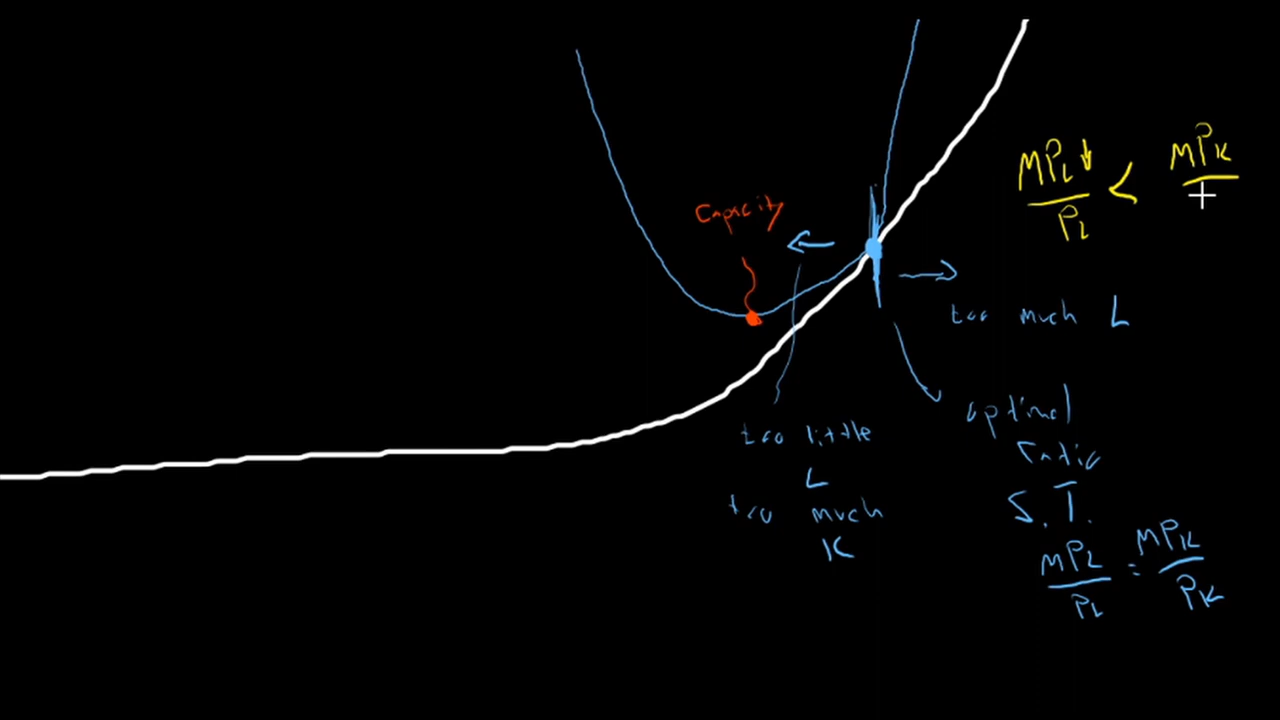 Capacity
MPL↓ < MPK
PL
too much L
too little
L
too much
K
optimal
ratio
S.T.
MPL = MPK
PL PK